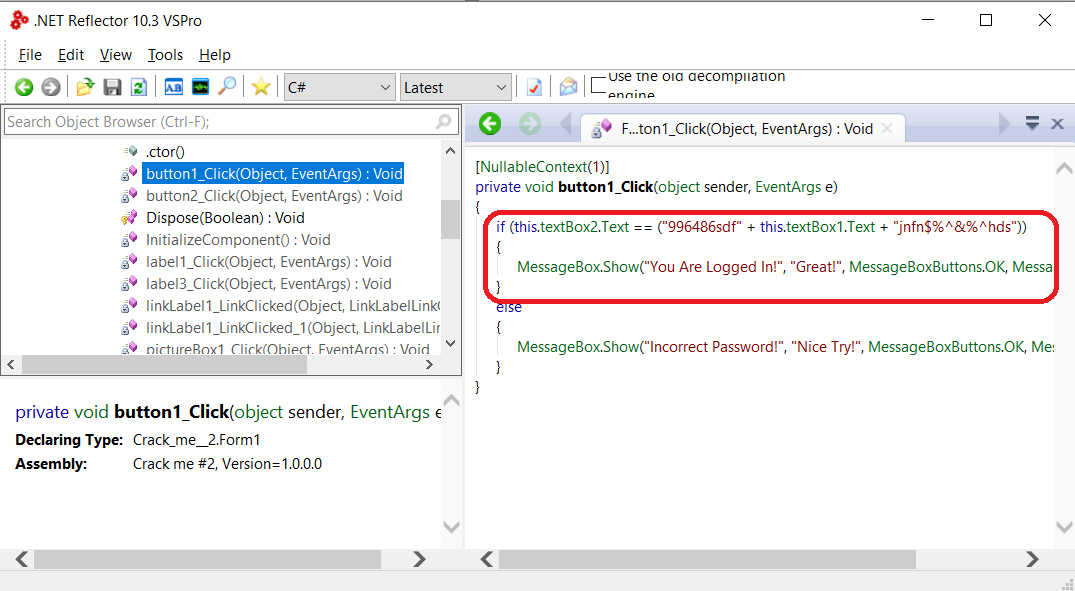 .NET Reflector 10.3 VSPro
File Edit View Tools Help
A.B C# Latest Use the old decompilation
engine
Search Object Browser (Ctrl-F);
F...ton1_Click(Object, EventArgs) : Void
.ctor()
button1_Click(Object, EventArgs) : Void
button2_Click(Object, EventArgs) : Void
Dispose(Boolean) : Void
InitializeComponent() : Void
label1_Click(Object, EventArgs) : Void
label3_Click(Object, EventArgs) : Void
linkLabel1_LinkClicked(Object, LinkLabelLinkC
linkLabel1_LinkClicked_1(Object, LinkLabelLin
pictureBox1_Click(Object, EventArgs) : Void
private void button1_Click(object sender, EventArgs e
Declaring Type: Crack_me__2.Form1
Assembly: Crack me #2, Version=1.0.0.0
[NullableContext(1)]
private void button1_Click(object sender, EventArgs e)
{
if (this.textBox2.Text == ("996486sdf" + this.textBox1.Text + "jnfn$%^&%^hds"))
{
MessageBox.Show("You Are Logged In!", "Great!", MessageBoxButtons.OK, Messa
}
else
{
MessageBox.Show("Incorrect Password!", "Nice Try!", MessageBoxButtons.OK, Mes
}
}